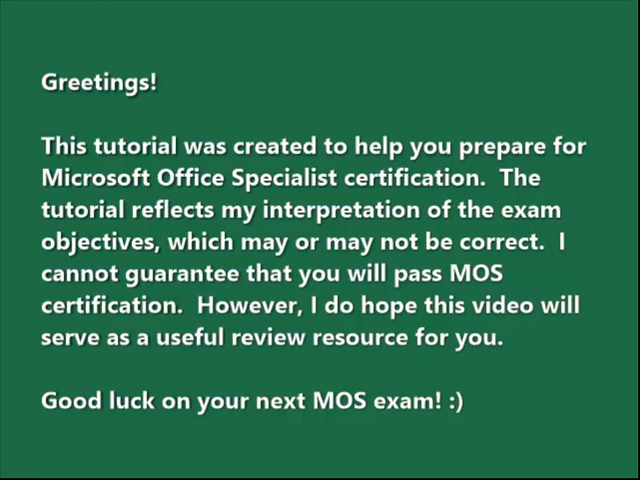 Greetings!
This tutorial was created to help you prepare for
Microsoft Office Specialist certification.  The
tutorial reflects my interpretation of the exam
objectives, which may or may not be correct.  I
cannot guarantee that you will pass MOS
certification.  However, I do hope this video will
serve as a useful review resource for you.
Good luck on your next MOS exam! :)